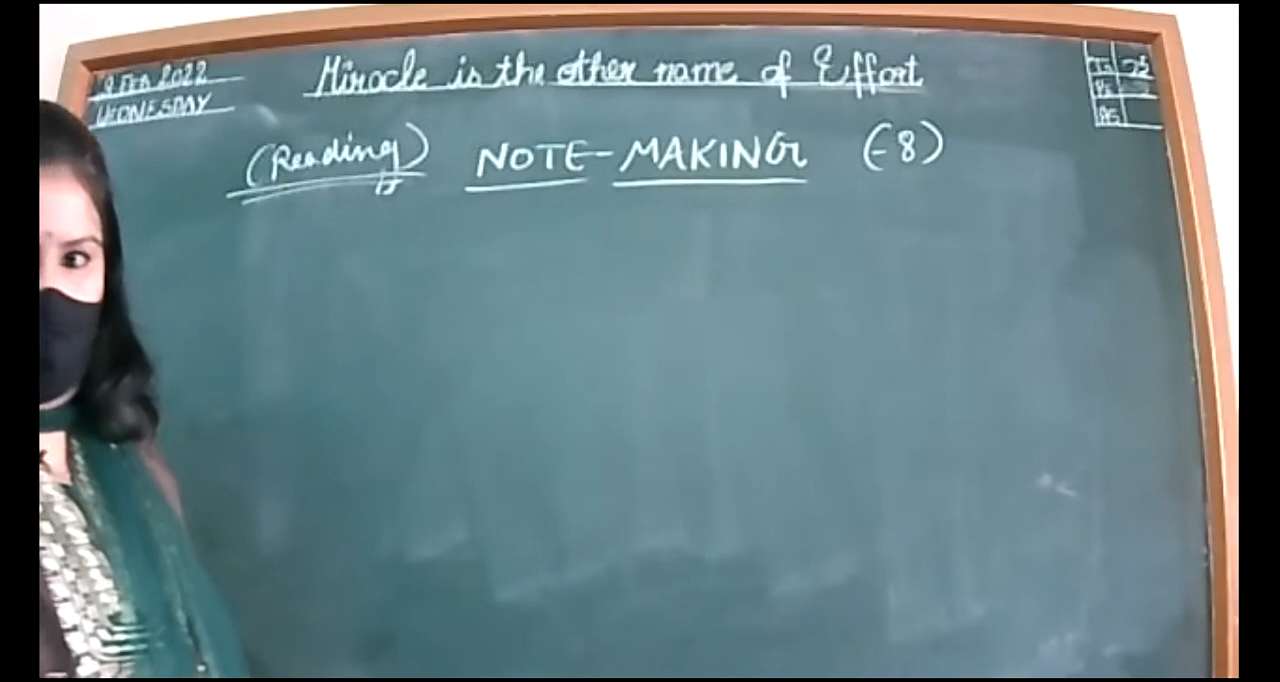 9 FEB 2022
WEDNESDAY
Miracle is the other name of Effort
(Reading) NOTE-MAKING (-8)